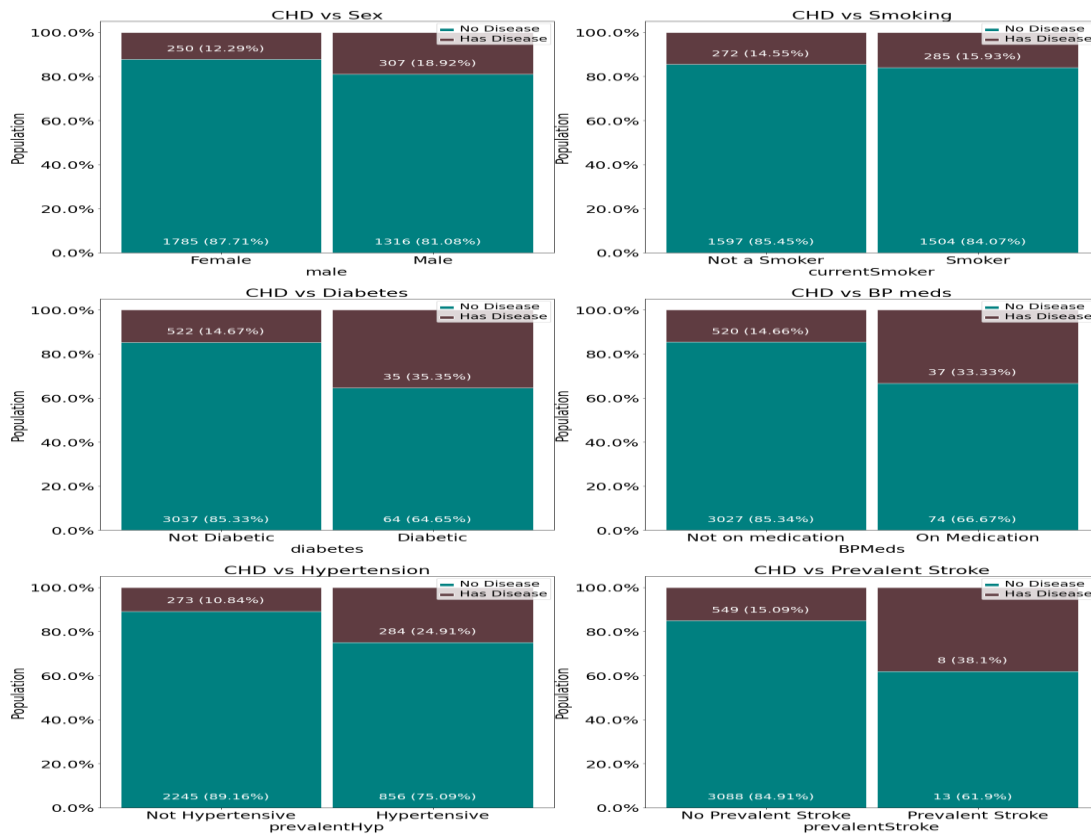 CHD vs Sex
No Disease
Has Disease
100.0%
80.0%
60.0%
40.0%
20.0%
0.0%
Population
250 (12.29%)
307 (18.92%)
1785 (87.71%)
1316 (81.08%)
Female
Male
male
CHD vs Smoking
No Disease
Has Disease
100.0%
80.0%
60.0%
40.0%
20.0%
0.0%
Population
272 (14.55%)
285 (15.93%)
1597 (85.45%)
1504 (84.07%)
Not a Smoker
Smoker
currentSmoker
CHD vs Diabetes
No Disease
Has Disease
100.0%
80.0%
60.0%
40.0%
20.0%
0.0%
Population
522 (14.67%)
35 (35.35%)
3037 (85.33%)
64 (64.65%)
Not Diabetic
Diabetic
diabetes
CHD vs BP meds
No Disease
Has Disease
100.0%
80.0%
60.0%
40.0%
20.0%
0.0%
Population
520 (14.66%)
37 (33.33%)
3027 (85.34%)
74 (66.67%)
Not on medication
On Medication
BPMeds
CHD vs Hypertension
No Disease
Has Disease
100.0%
80.0%
60.0%
40.0%
20.0%
0.0%
Population
273 (10.84%)
284 (24.91%)
2245 (89.16%)
856 (75.09%)
Not Hypertensive
Hypertensive
prevalentHyp
CHD vs Prevalent Stroke
No Disease
Has Disease
100.0%
80.0%
60.0%
40.0%
20.0%
0.0%
Population
549 (15.09%)
8 (38.1%)
3088 (84.91%)
13 (61.9%)
No Prevalent Stroke
Prevalent Stroke
prevalentStroke